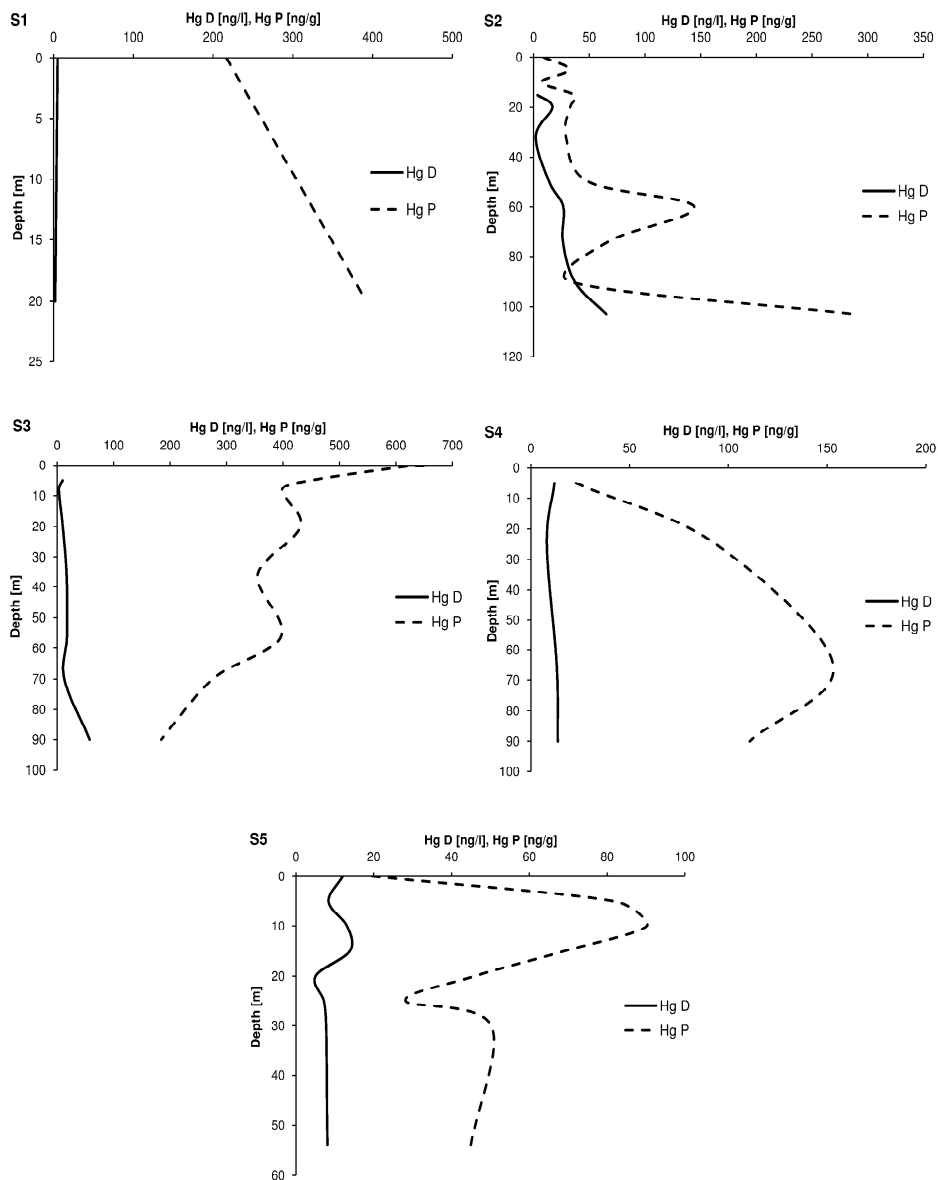 S1
Hg D [ng/l], Hg P [ng/g]
0 100 200 300 400 500
0
5
10
15
20
25
Depth [m]
Hg D
Hg P
S2
Hg D [ng/l], Hg P [ng/g]
0 50 100 150 200 250 300 350
0
20
40
60
80
100
120
Depth [m]
Hg D
Hg P
S3
Hg D [ng/l], Hg P [ng/g]
0 100 200 300 400 500 600 700
0
10
20
30
40
50
60
70
80
90
100
Depth [m]
Hg D
Hg P
S4
Hg D [ng/l], Hg P [ng/g]
0 50 100 150 200
0
10
20
30
40
50
60
70
80
90
100
Depth [m]
Hg D
Hg P
S5
Hg D [ng/l], Hg P [ng/g]
0 20 40 60 80 100
0
10
20
30
40
50
60
Depth [m]
Hg D
Hg P